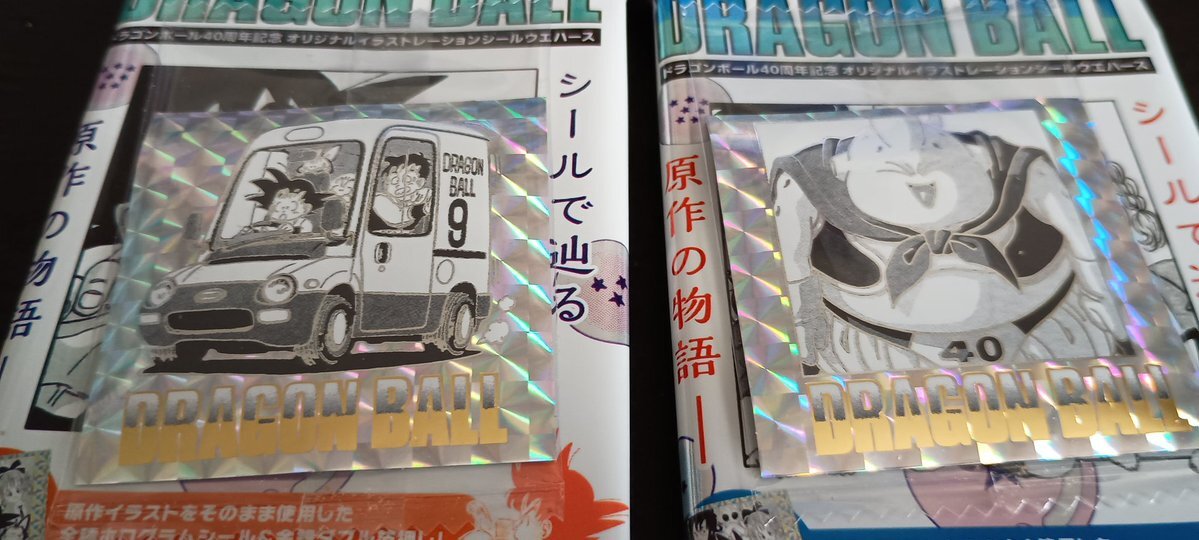 DRAGON BALL
ドラゴンボール40周年記念 オリジナルイラストレーションシールウエハース
シールで辿る
原作の物語
DRAGON
BALL
9
DRAGON BALL
原作イラストをそのまま使用した
DRAGON BALL
ドラゴンボール40周年記念 オリジナルイラストレーションシールウエハース
シールで
原作の物語
40
DRAGON BALL